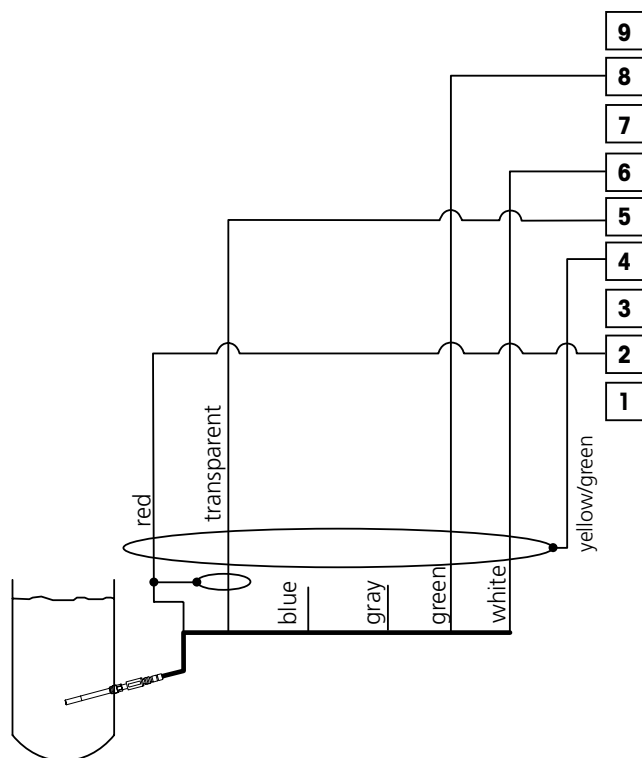 9
8
7
6
5
4
3
2
1
red
transparent
blue
gray
green
white
yellow/green